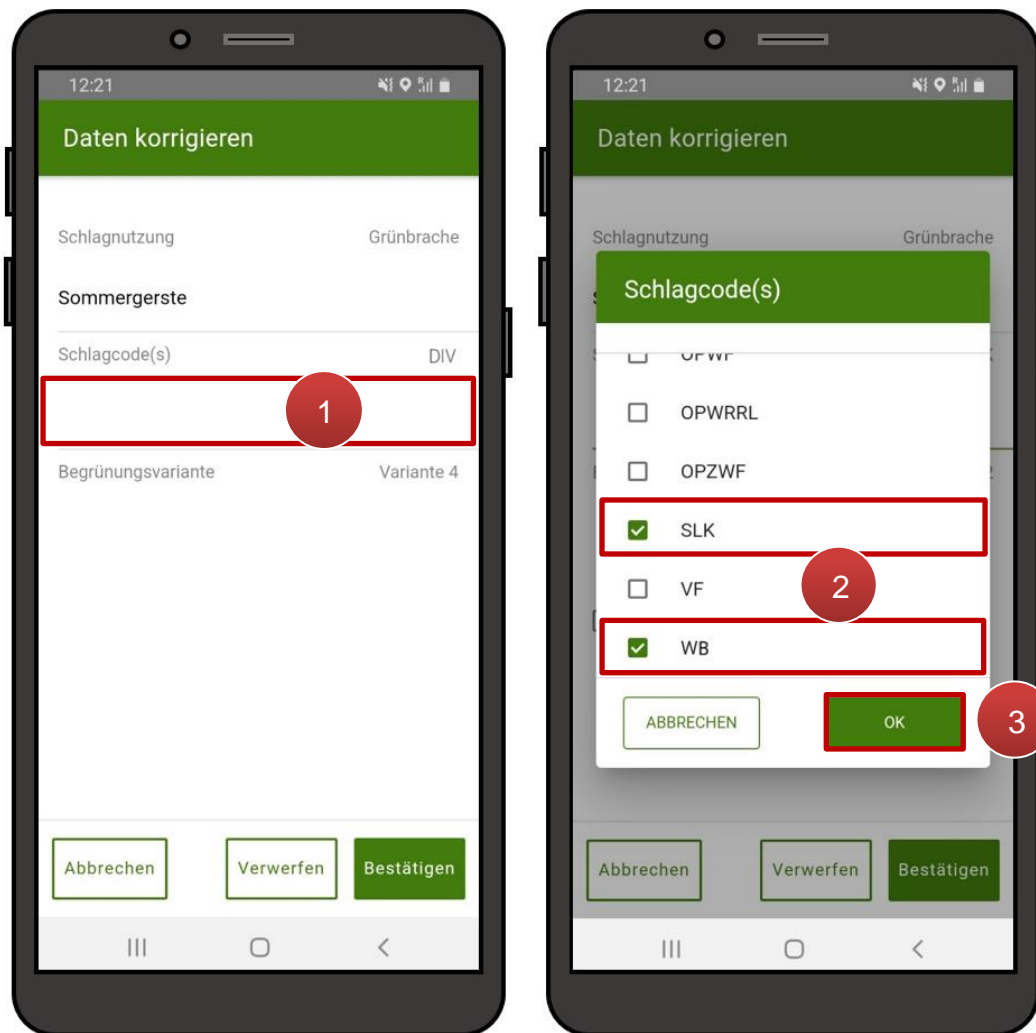 12:21
Daten korrigieren
Schlagnutzung Grünbrache
Sommergerste
Schlagcode(s) DIV
1
Begrünungsvariante Variante 4
Abbrechen Verwerfen Bestätigen
12:21
Daten korrigieren
Schlagnutzung Grünbrache
Schlagcode(s)
OPWF
OPWRRL
OPZWF
SLK
VF
2
WB
ABBRECHEN OK
3
Abbrechen Verwerfen Bestätigen